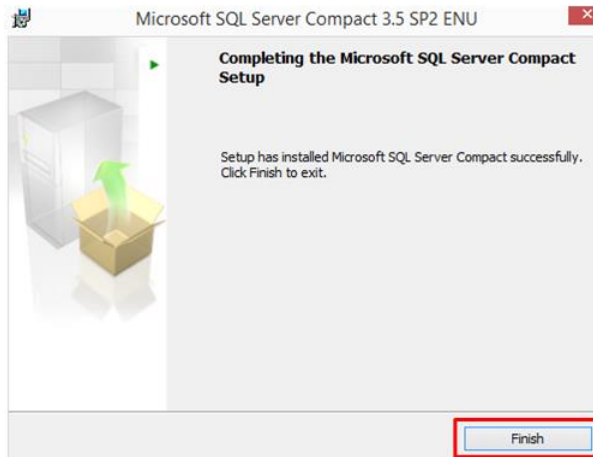 Microsoft SQL Server Compact 3.5 SP2 ENU
Completing the Microsoft SQL Server Compact
Setup
Setup has installed Microsoft SQL Server Compact successfully.
Click Finish to exit.
Finish